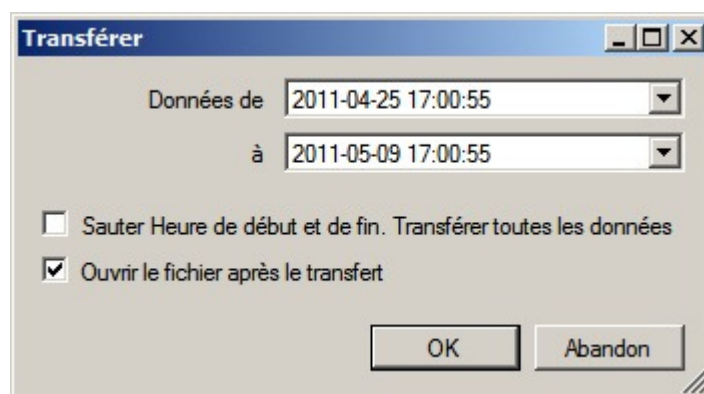 Transférer
Données de 2011-04-25 17:00:55
à 2011-05-09 17:00:55
Sauter Heure de début et de fin. Transférer toutes les données
Ouvrir le fichier après le transfert
OK Abandon